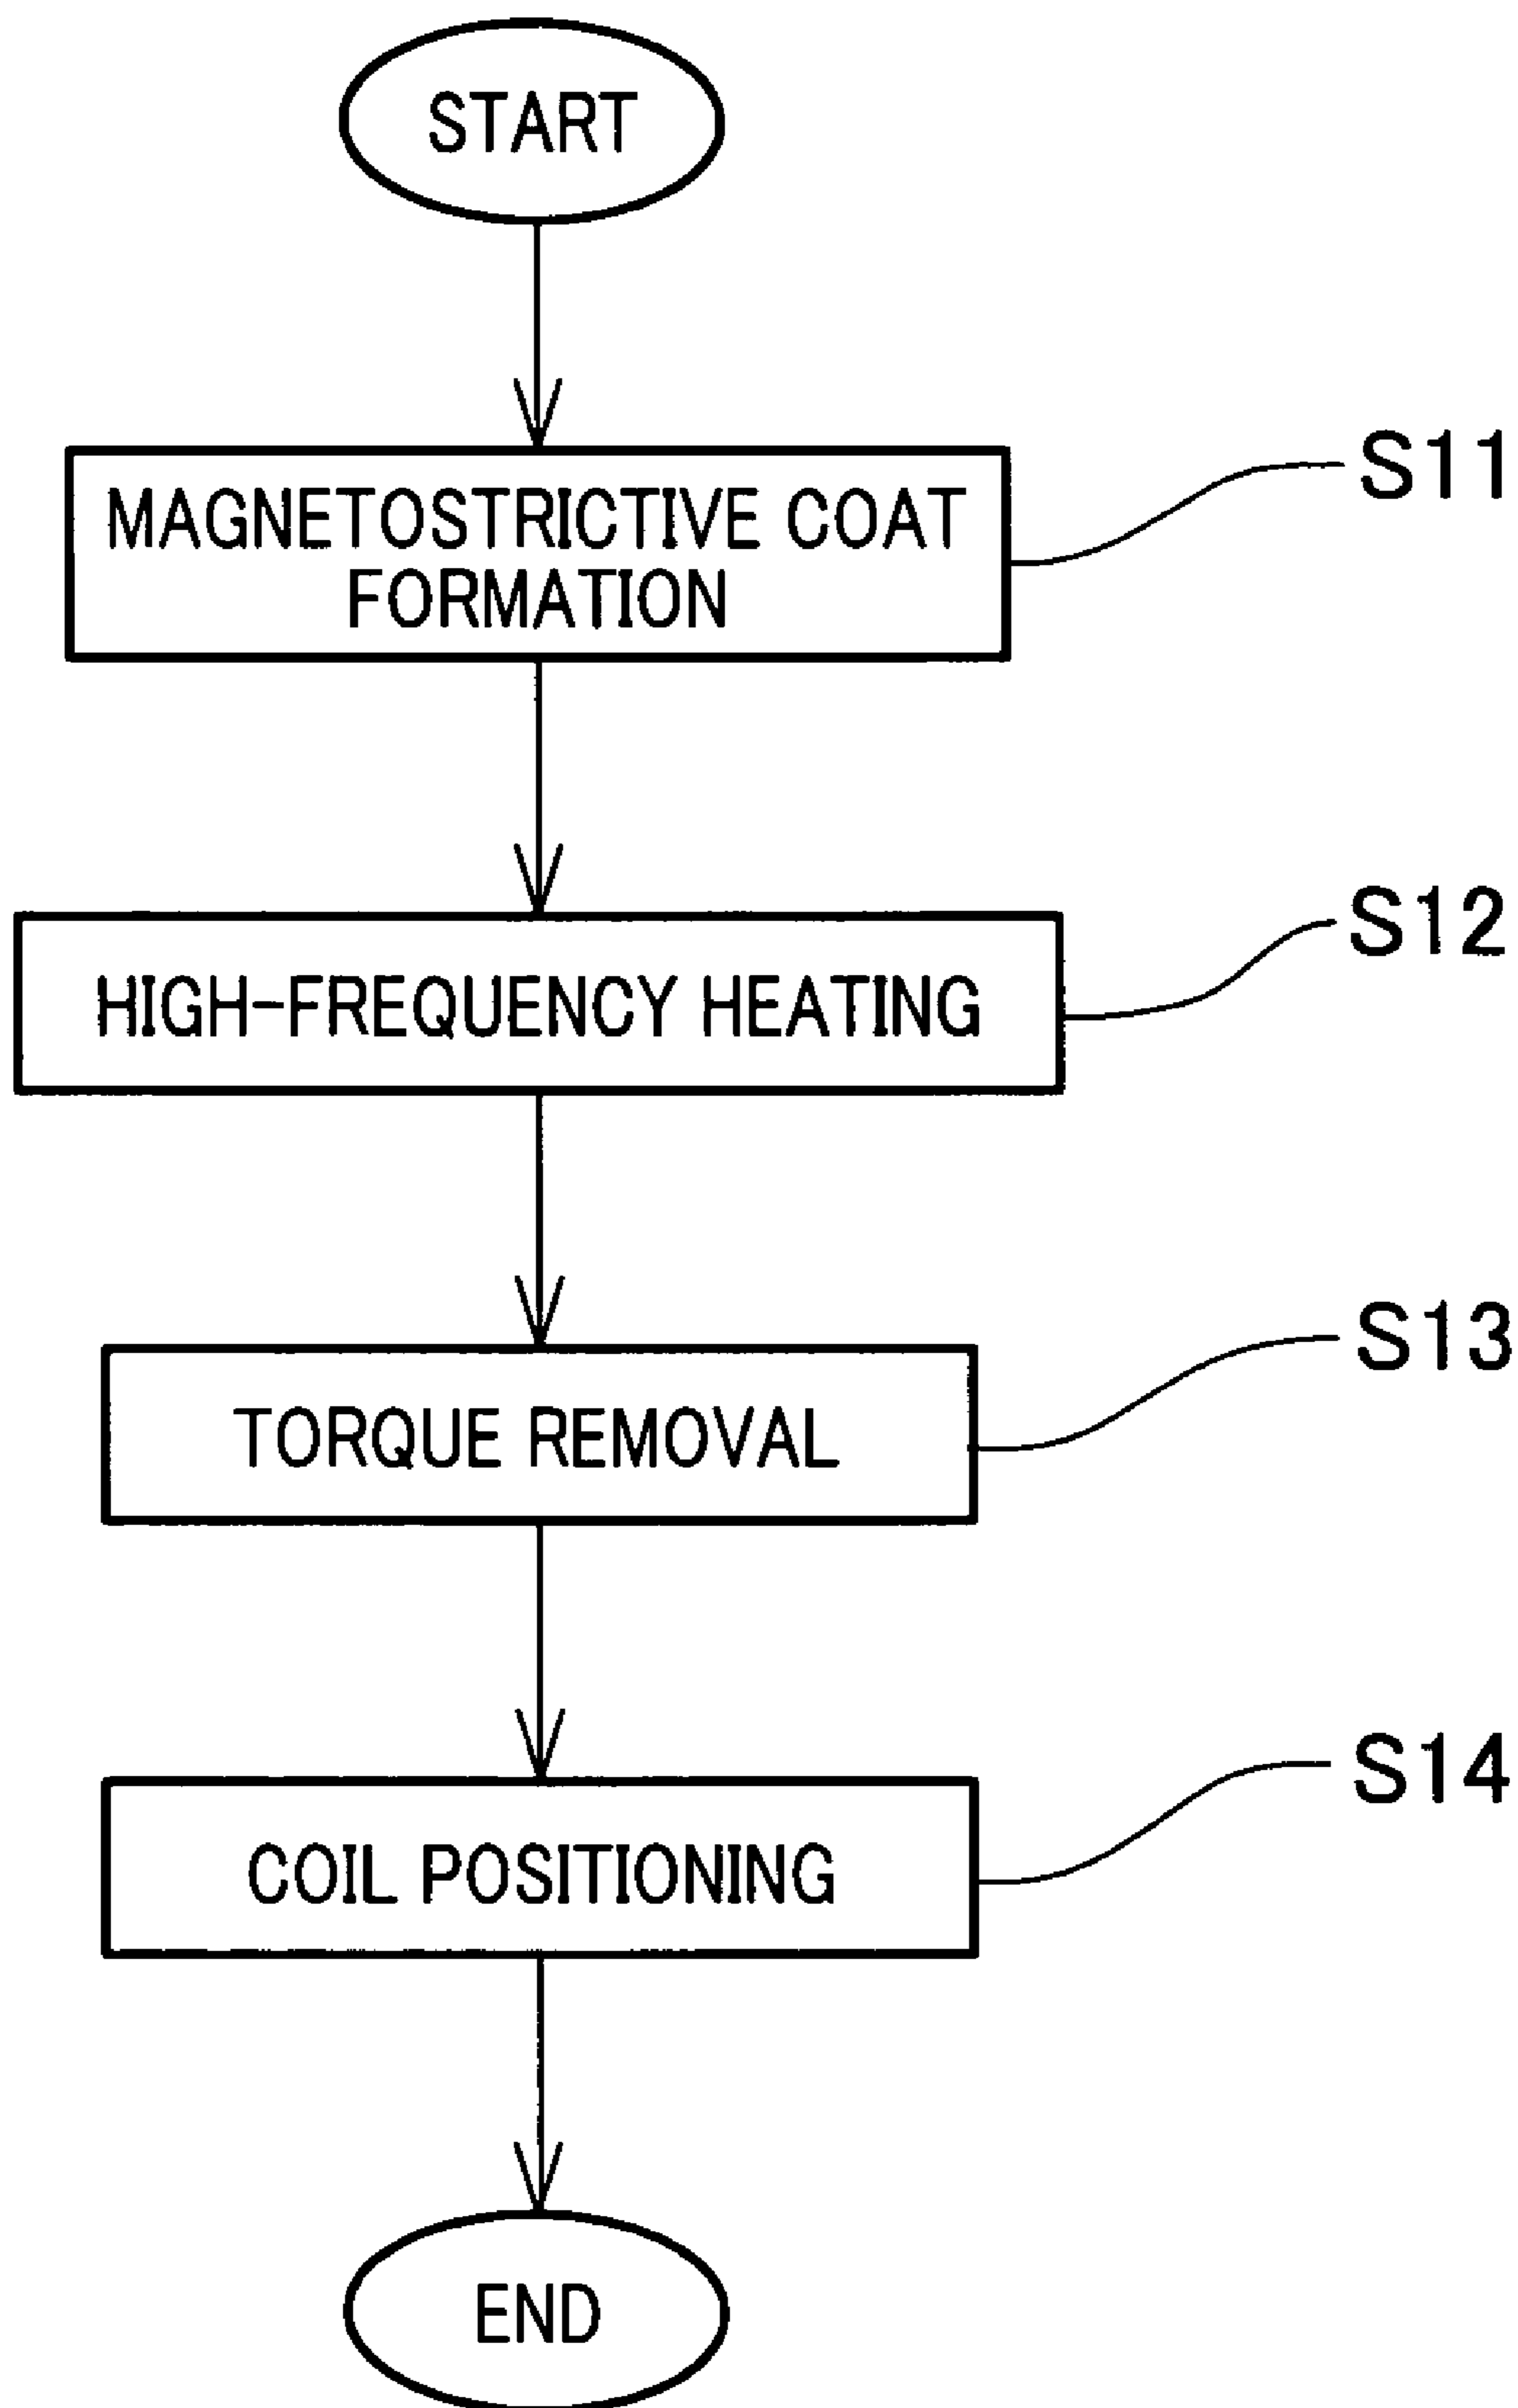 START
MAGNETOSTRICTIVE COAT
FORMATION
S11
HIGH-FREQUENCY HEATING
S12
TORQUE REMOVAL
S13
COIL POSITIONING
S14
END